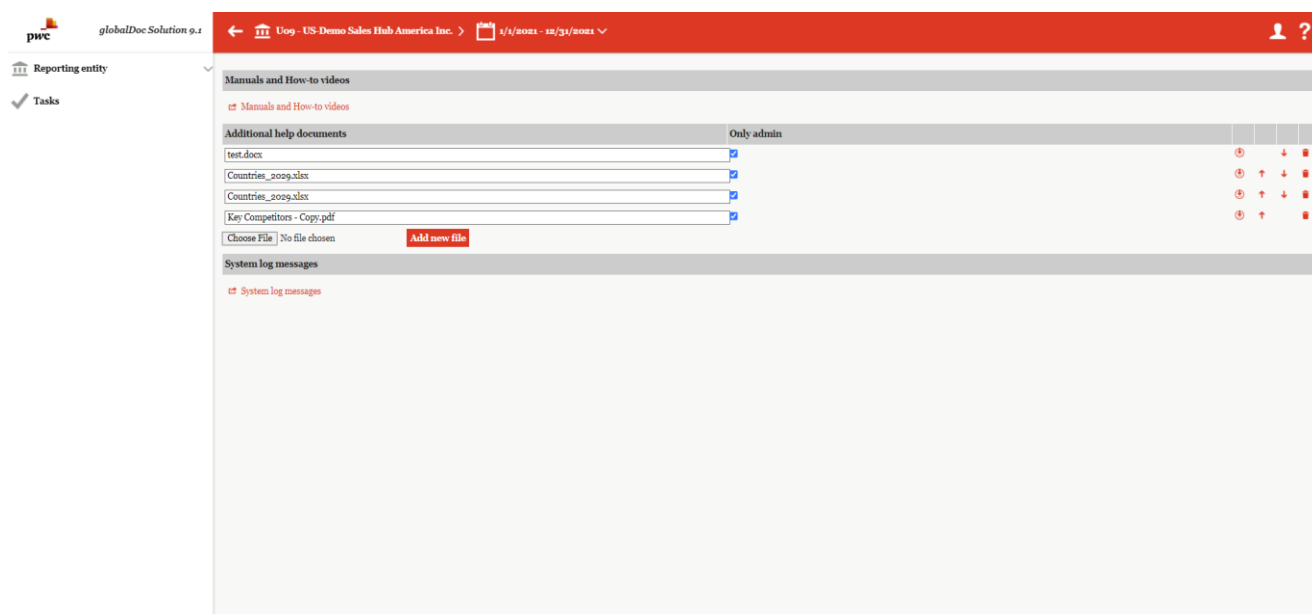 pwc globalDoc Solution 9.1 U09 - US-Demo Sales Hub America Inc. 1/1/2021 - 12/31/2021 ?
Reporting entity
Tasks
Manuals and How-to videos
Manuals and How-to videos
Additional help documents Only admin
test.docx
Countries_2029.xlsx
Countries_2029.xlsx
Key Competitors - Copy.pdf
Choose File No file chosen Add new file
System log messages
System log messages